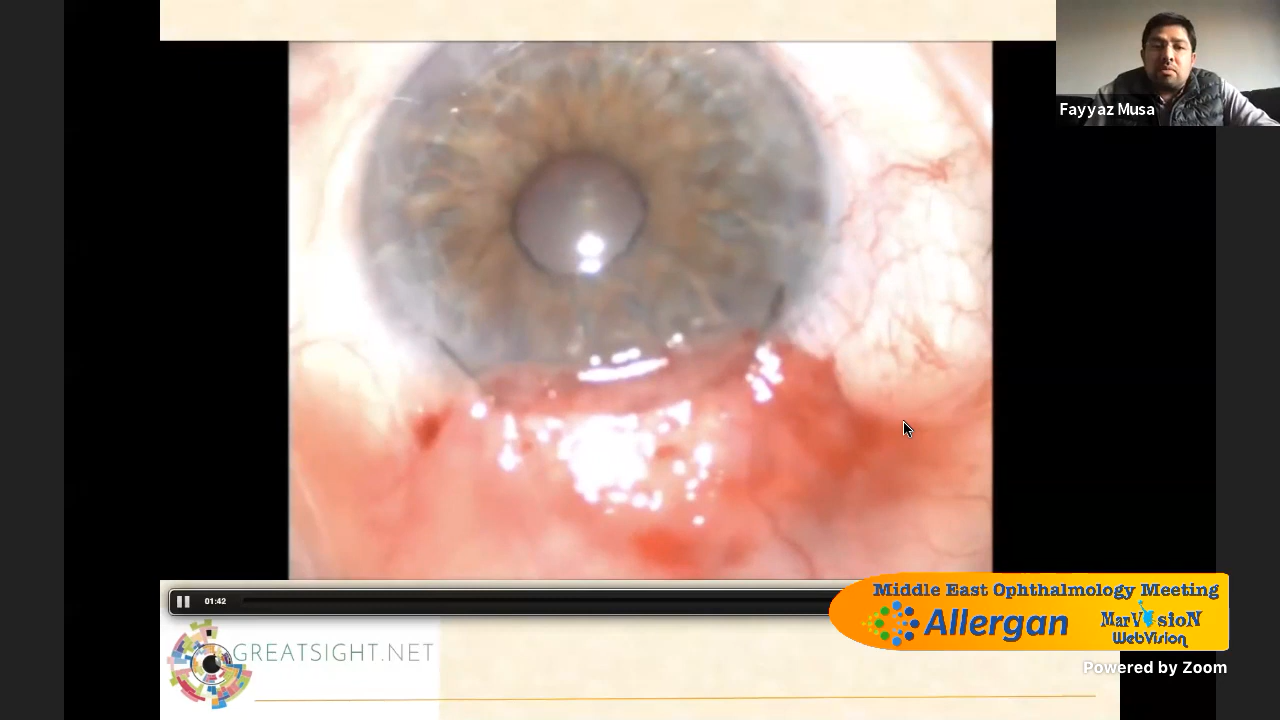 Fayyaz Musa
01:42
Middle East Ophthalmology Meeting
Allergan
MarVisioN
WebVision
GREATSIGHT.NET
Powered by Zoom